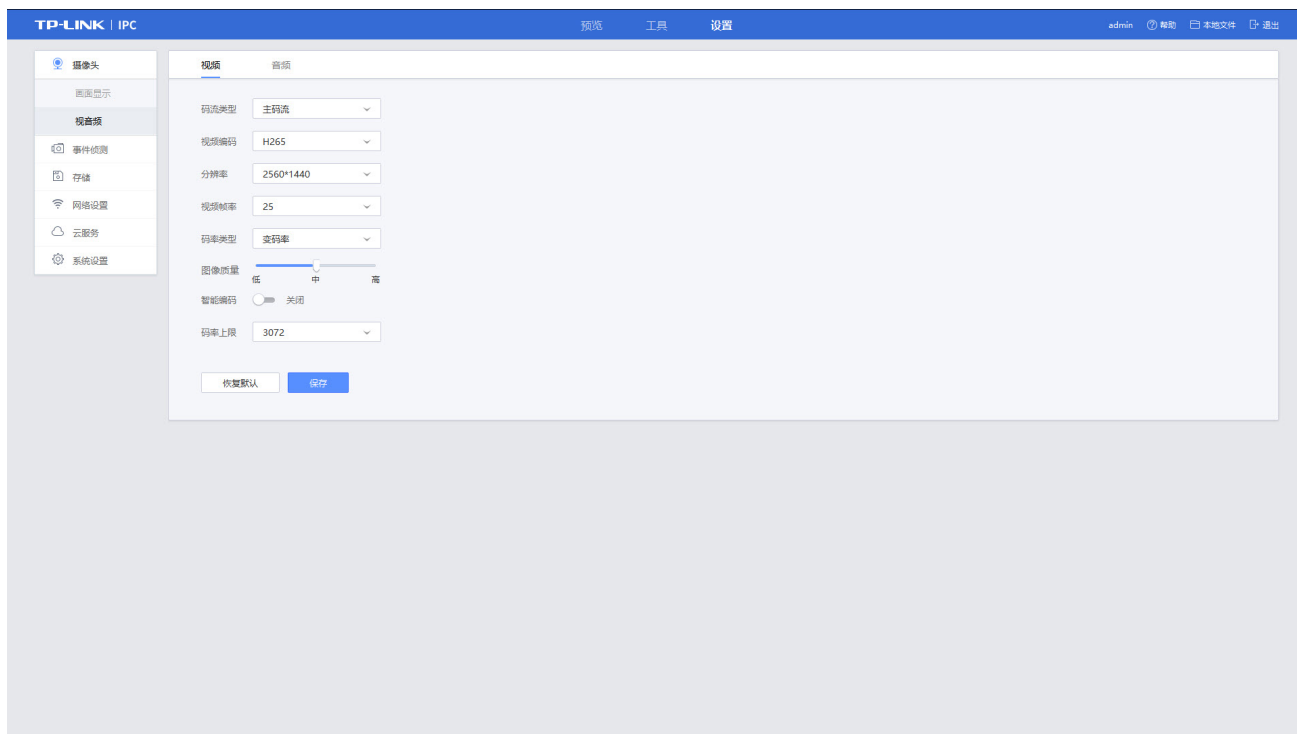 TP-LINK | IPC 预览 工具 设置 admin 帮助 本地文件 退出
摄像头
画面显示
视音频
事件侦测
存储
网络设置
云服务
系统设置
视频 音频
码流类型 主码流
视频编码 H265
分辨率 2560*1440
视频帧率 25
码率类型 变码率
图像质量
低 中 高
智能编码 关闭
码率上限 3072
恢复默认 保存